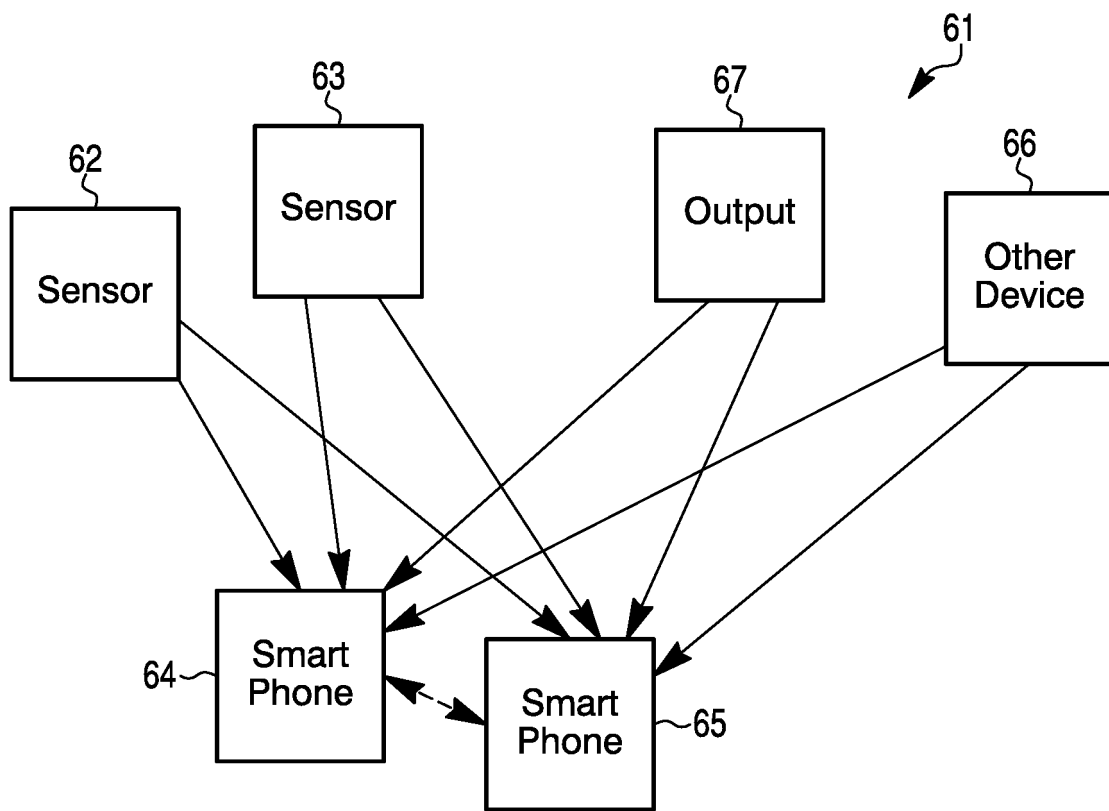 61
63
67
62
66
Sensor
Output
Other
Device
Sensor
Smart
Phone
64
Smart
Phone
65